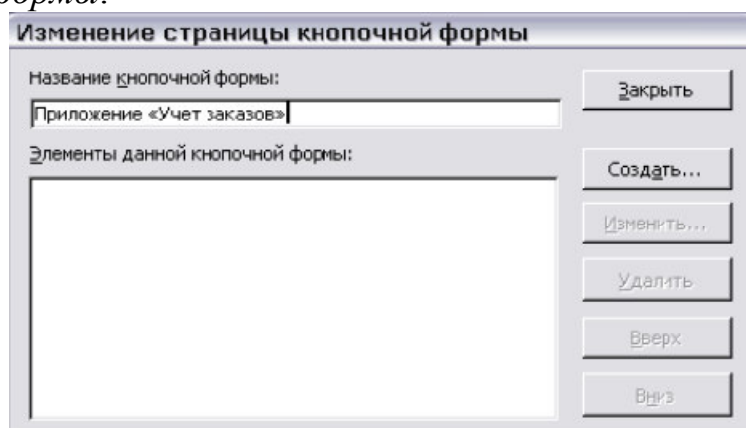 формы.
Изменение страницы кнопочной формы
Название кнопочной формы:
Закрыть
Приложение «Учет заказов»
Элементы данной кнопочной формы:
Создать...
Изменить...
Удалить
Вверх
Вниз